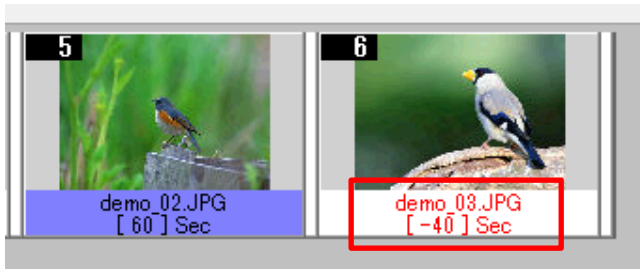 5
demo_02.JPG
[ 60 ] Sec
6
demo_03.JPG
[ -40 ] Sec